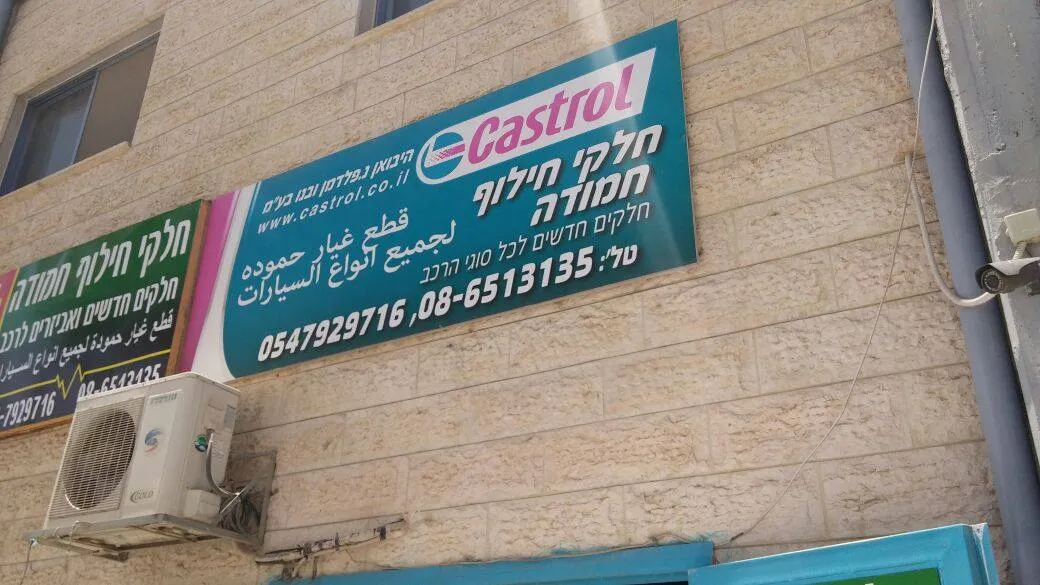 Castrol
היבואן נ.פלדמן ובנו בע"מ
www.castrol.co.il
חלקי חילוף
חמודה
חלקים חדשים לכל סוגי הרכב
قطع غيار حموده
لجميع انواع السيارات
טל': 08-6513135, 0547929716
חלקי חילוף חמודה
חלקים חדשים ואביזרים לרכב
قطع غيار حمودة لجميع انواع
08-6513135
-7929716
GOLD